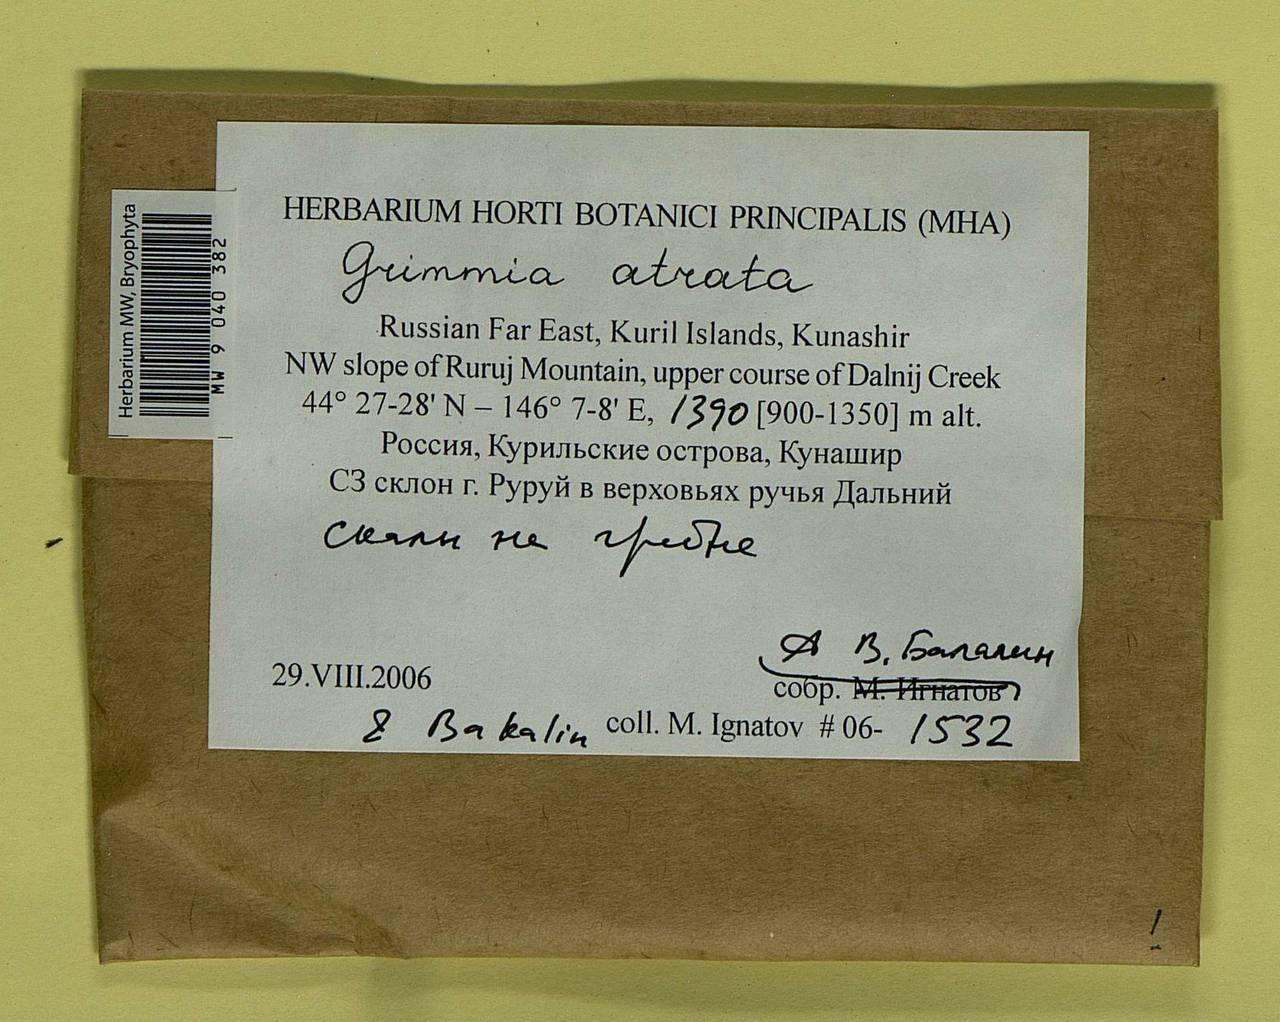 Herbarium MW, Bryophyta
MW 9 040 382
HERBARIUM HORTI BOTANICI PRINCIPALIS (MHA)
Grimmia atrata
Russian Far East, Kuril Islands, Kunashir
NW slope of Ruruj Mountain, upper course of Dalnij Creek
44° 27-28' N – 146° 7-8' E, 1390 [900-1350] m alt.
Россия, Курильские острова, Кунашир
СЗ склон г. Руруй в верховьях ручья Дальний
скалы на гребне
В. Бакалин
29.VIII.2006
собр. М. Игнатов
& Bakalin coll. M. Ignatov # 06- 1532
!